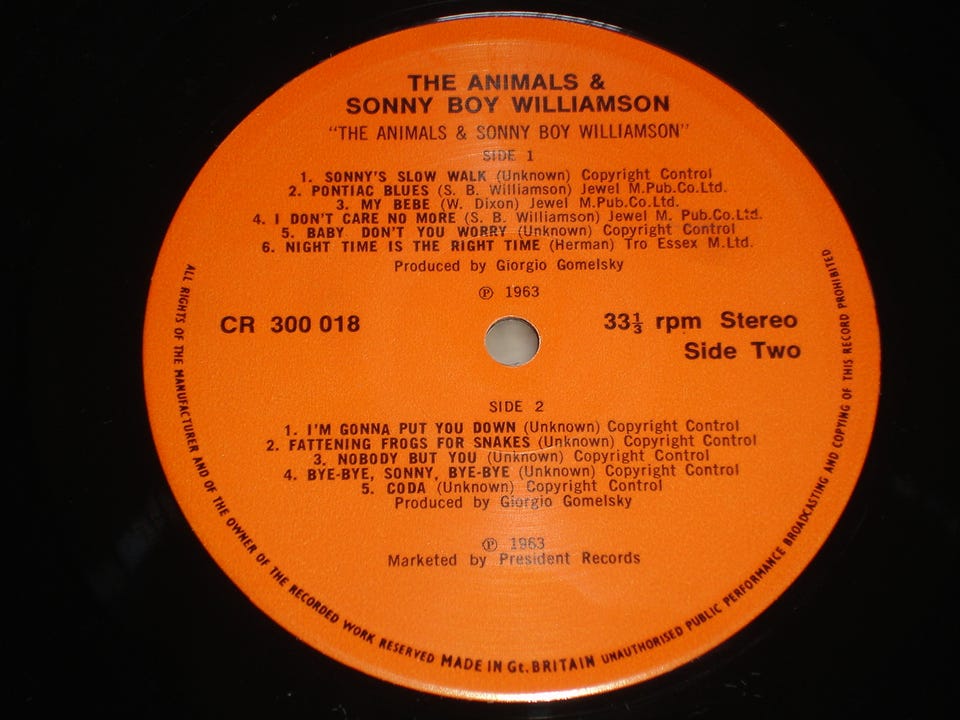 THE ANIMALS &
SONNY BOY WILLIAMSON
"THE ANIMALS & SONNY BOY WILLIAMSON"
SIDE 1
1. SONNY'S SLOW WALK (Unknown) Copyright Control
2. PONTIAC BLUES (S. B. Williamson) Jewel M.Pub.Co.Ltd.
3. MY BEBE (W. Dixon) Jewel M.Pub.Co.Ltd.
4. I DON'T CARE NO MORE (S. B. Williamson) Jewel M. Pub.Co.Ltd.
5. BABY DON'T YOU WORRY (Unknown) Copyright Control
6. NIGHT TIME IS THE RIGHT TIME (Herman) Tro Essex M.Ltd.
Produced by Giorgio Gomelsky
℗ 1963
CR 300 018
33⅓ rpm Stereo
Side Two
SIDE 2
1. I'M GONNA PUT YOU DOWN (Unknown) Copyright Control
2. FATTENING FROGS FOR SNAKES (Unknown) Copyright Control
3. NOBODY BUT YOU (Unknown) Copyright Control
4. BYE-BYE, SONNY, BYE-BYE (Unknown) Copyright Control
5. CODA (Unknown) Copyright Control
Produced by Giorgio Gomelsky
℗ 1963
Marketed by President Records
ALL RIGHTS OF THE MANUFACTURER AND OF THE OWNER OF THE RECORDED WORK RESERVED MADE IN Gt. BRITAIN UNAUTHORISED PUBLIC PERFORMANCE BROADCASTING AND COPYING OF THIS RECORD PROHIBITED